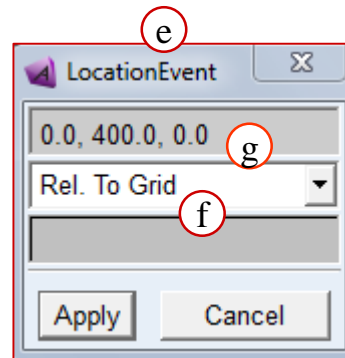 e
LocationEvent
0.0, 400.0, 0.0
g
Rel. To Grid
f
Apply Cancel